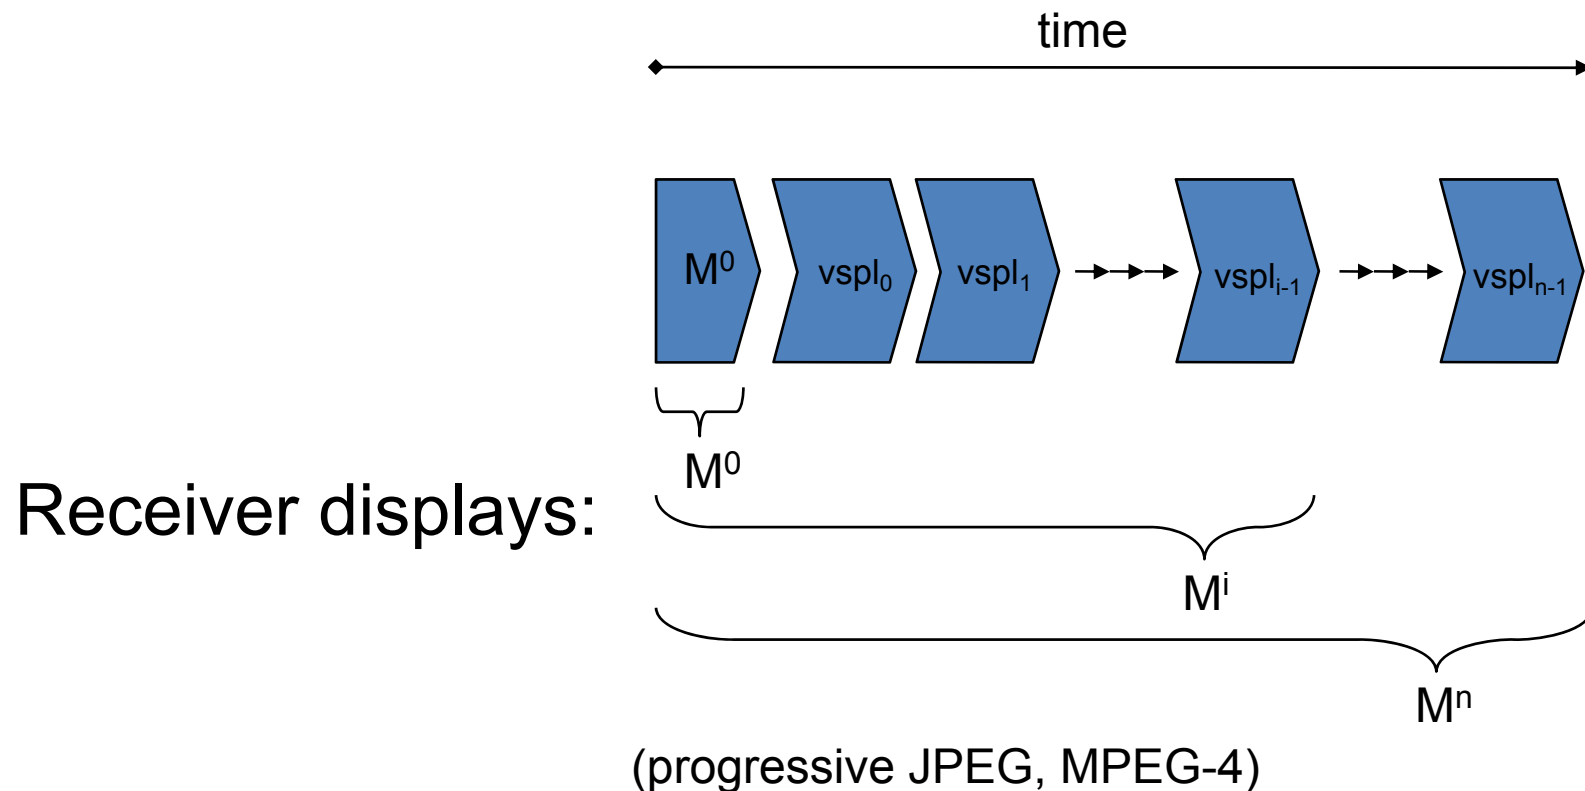 time
M⁰ vspl₀ vspl₁ vsplᵢ₋₁ vsplₙ₋₁
M⁰
Receiver displays:
Mⁱ
Mⁿ
(progressive JPEG, MPEG-4)